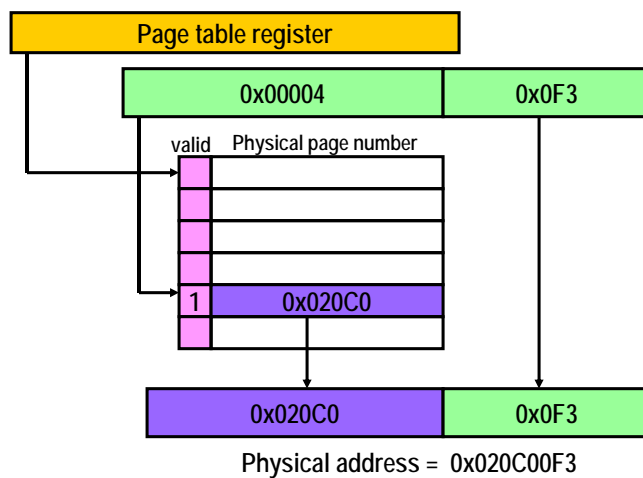 Page table register
0x00004 0x0F3
valid Physical page number
1 0x020C0
0x020C0 0x0F3
Physical address = 0x020C00F3